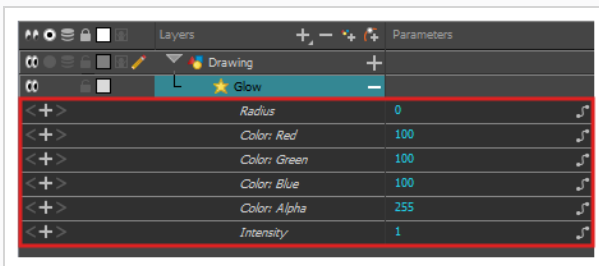 Layers Parameters
Drawing
Glow
Radius 0
Color: Red 100
Color: Green 100
Color: Blue 100
Color: Alpha 255
Intensity 1